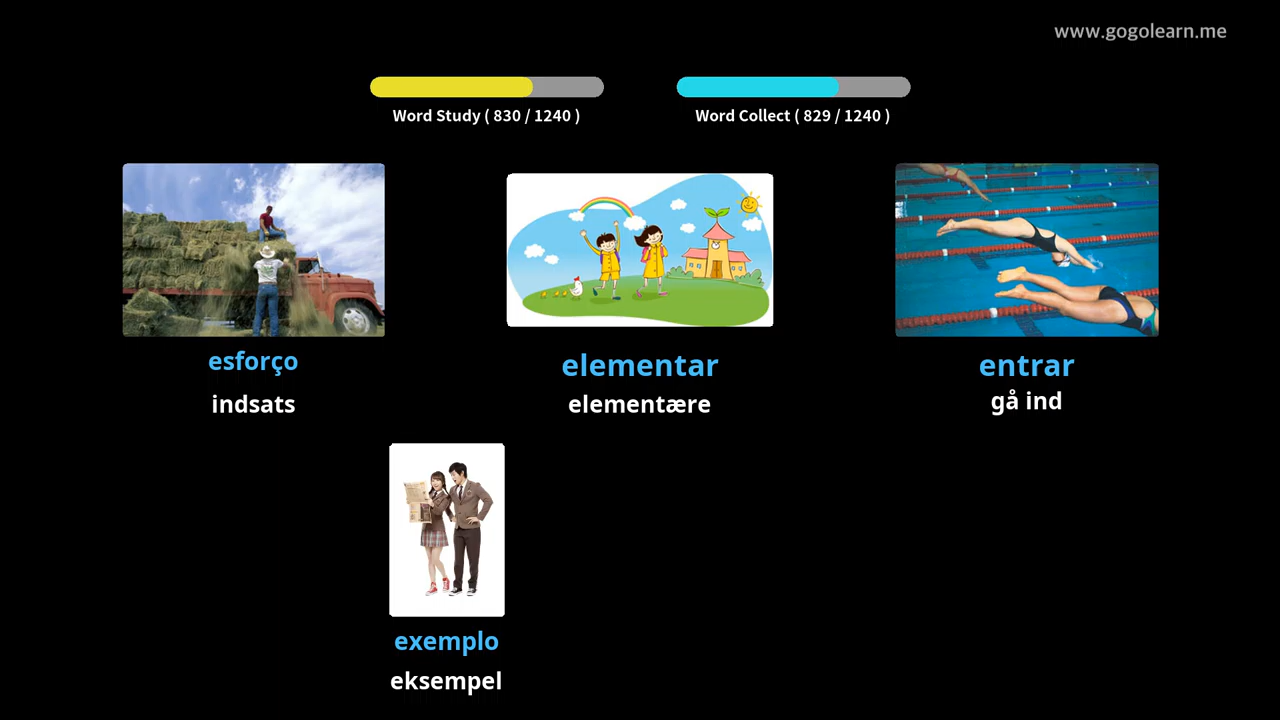 www.gogolearn.me
Word Study ( 830 / 1240 )
Word Collect ( 829 / 1240 )
esforço
indsats
elementar
elementære
entrar
gå ind
exemplo
eksempel